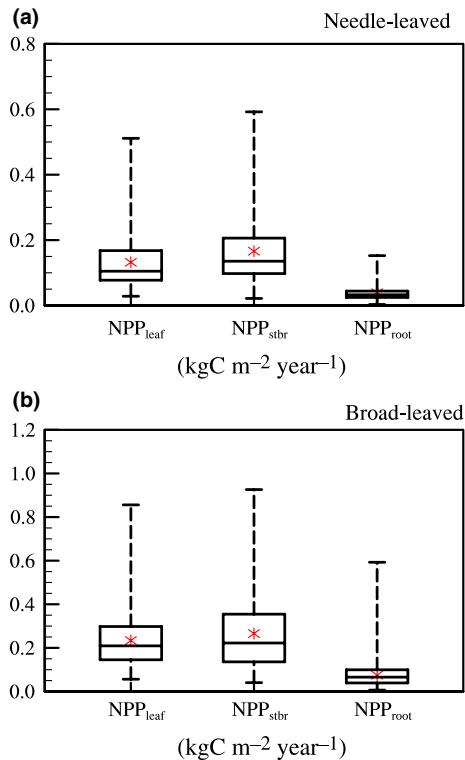 (a) Needle-leaved
0.8
0.6
0.4
0.2
0.0
NPPleaf NPPstbr NPProot
(kgC m−2 year−1)
(b) Broad-leaved
1.2
1.0
0.8
0.6
0.4
0.2
0.0
NPPleaf NPPstbr NPProot
(kgC m−2 year−1)